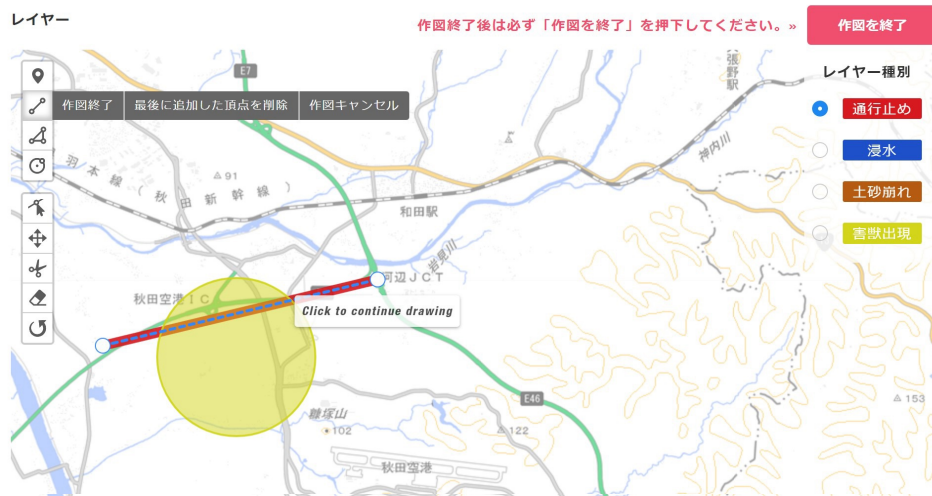 レイヤー
作図終了後は必ず「作図を終了」を押下してください。»
作図を終了
レイヤー種別
作図終了
最後に追加した頂点を削除
作図キャンセル
通行止め
浸水
土砂崩れ
害獣出現
E7
張野駅
神内川
羽本線(秋田新幹線)
91
和田駅
岩見川
河辺JCT
秋田空港IC
Click to continue drawing
E46
153
糠塚山
102
122
秋田空港